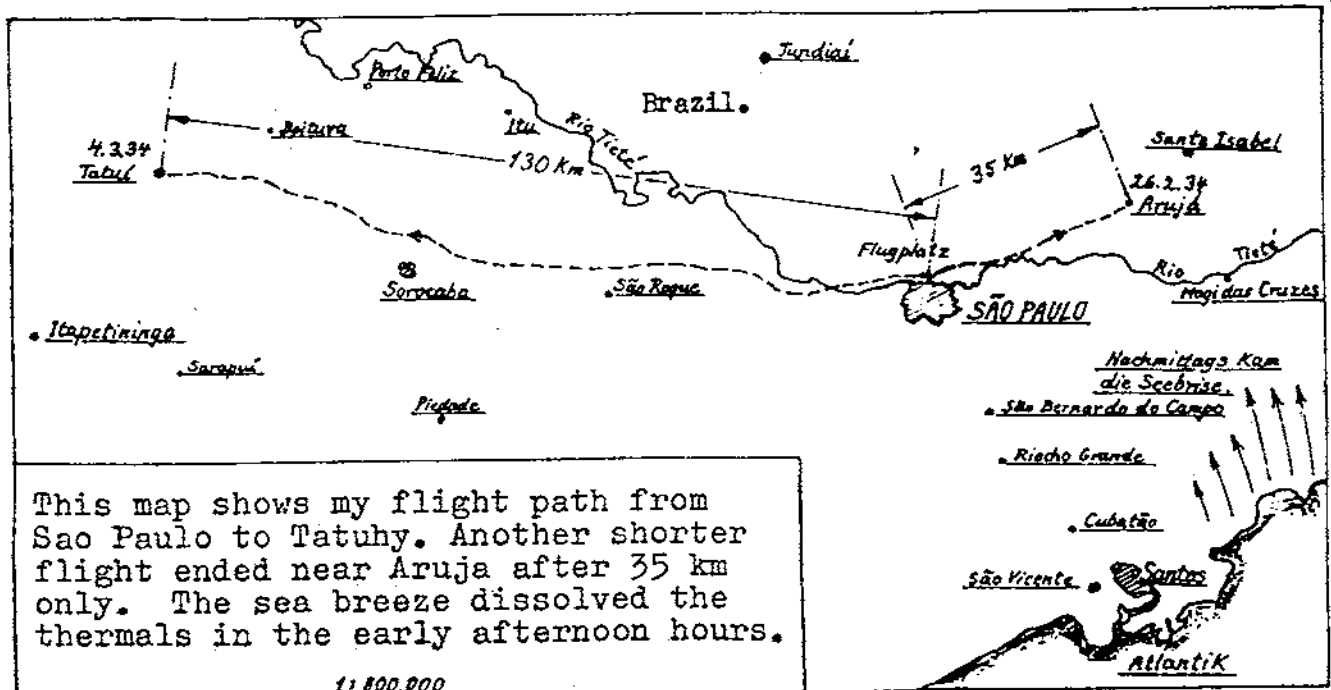 Jundiaí
Porto Feliz
Brazil.
Boituva
Itu
Rio Tieté
Santa Isabel
4.3.34
Tatuí
130 Km
35 Km
26.2.34
Aruja
Flugplatz
Rio Tieté
Sorocaba
São Roque
Mogi das Cruzes
SÃO PAULO
Itapetininga
Sarapuí
Piedade
Nachmittags Kam
die Seebrise.
São Bernardo do Campo
Riacho Grande
Cubatão
São Vicente
Santos
Atlantik
This map shows my flight path from
Sao Paulo to Tatuhy. Another shorter
flight ended near Aruja after 35 km
only. The sea breeze dissolved the
thermals in the early afternoon hours.
1:800.000